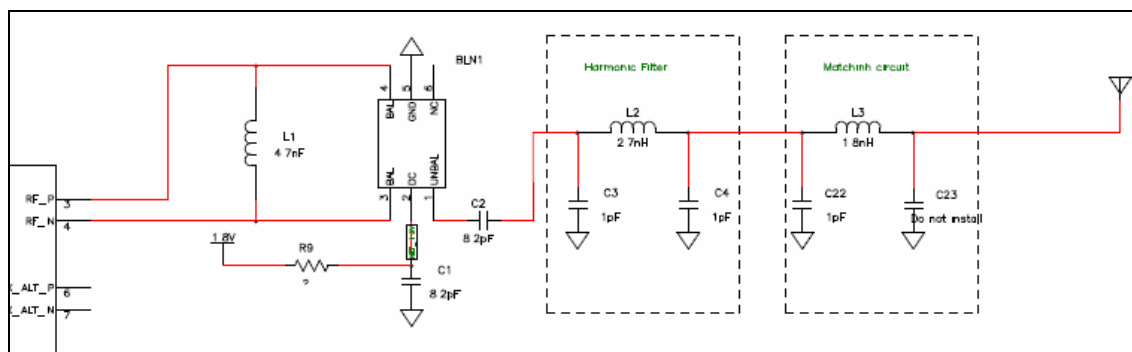 BLN1
Harmonic Filter
Matchinh circuit
4
5
6
BAL
GND
NC
L1
4.7nF
L2
2.7nH
L3
1.8nH
BAL
DC
UNBAL
3
2
1
RF_P
3
RF_N
4
C2
8.2pF
C3
1pF
C4
1pF
C22
1pF
C23
Do not install
1.8V
R9
?
C1
8.2pF
X_ALT_P
6
X_ALT_N
7